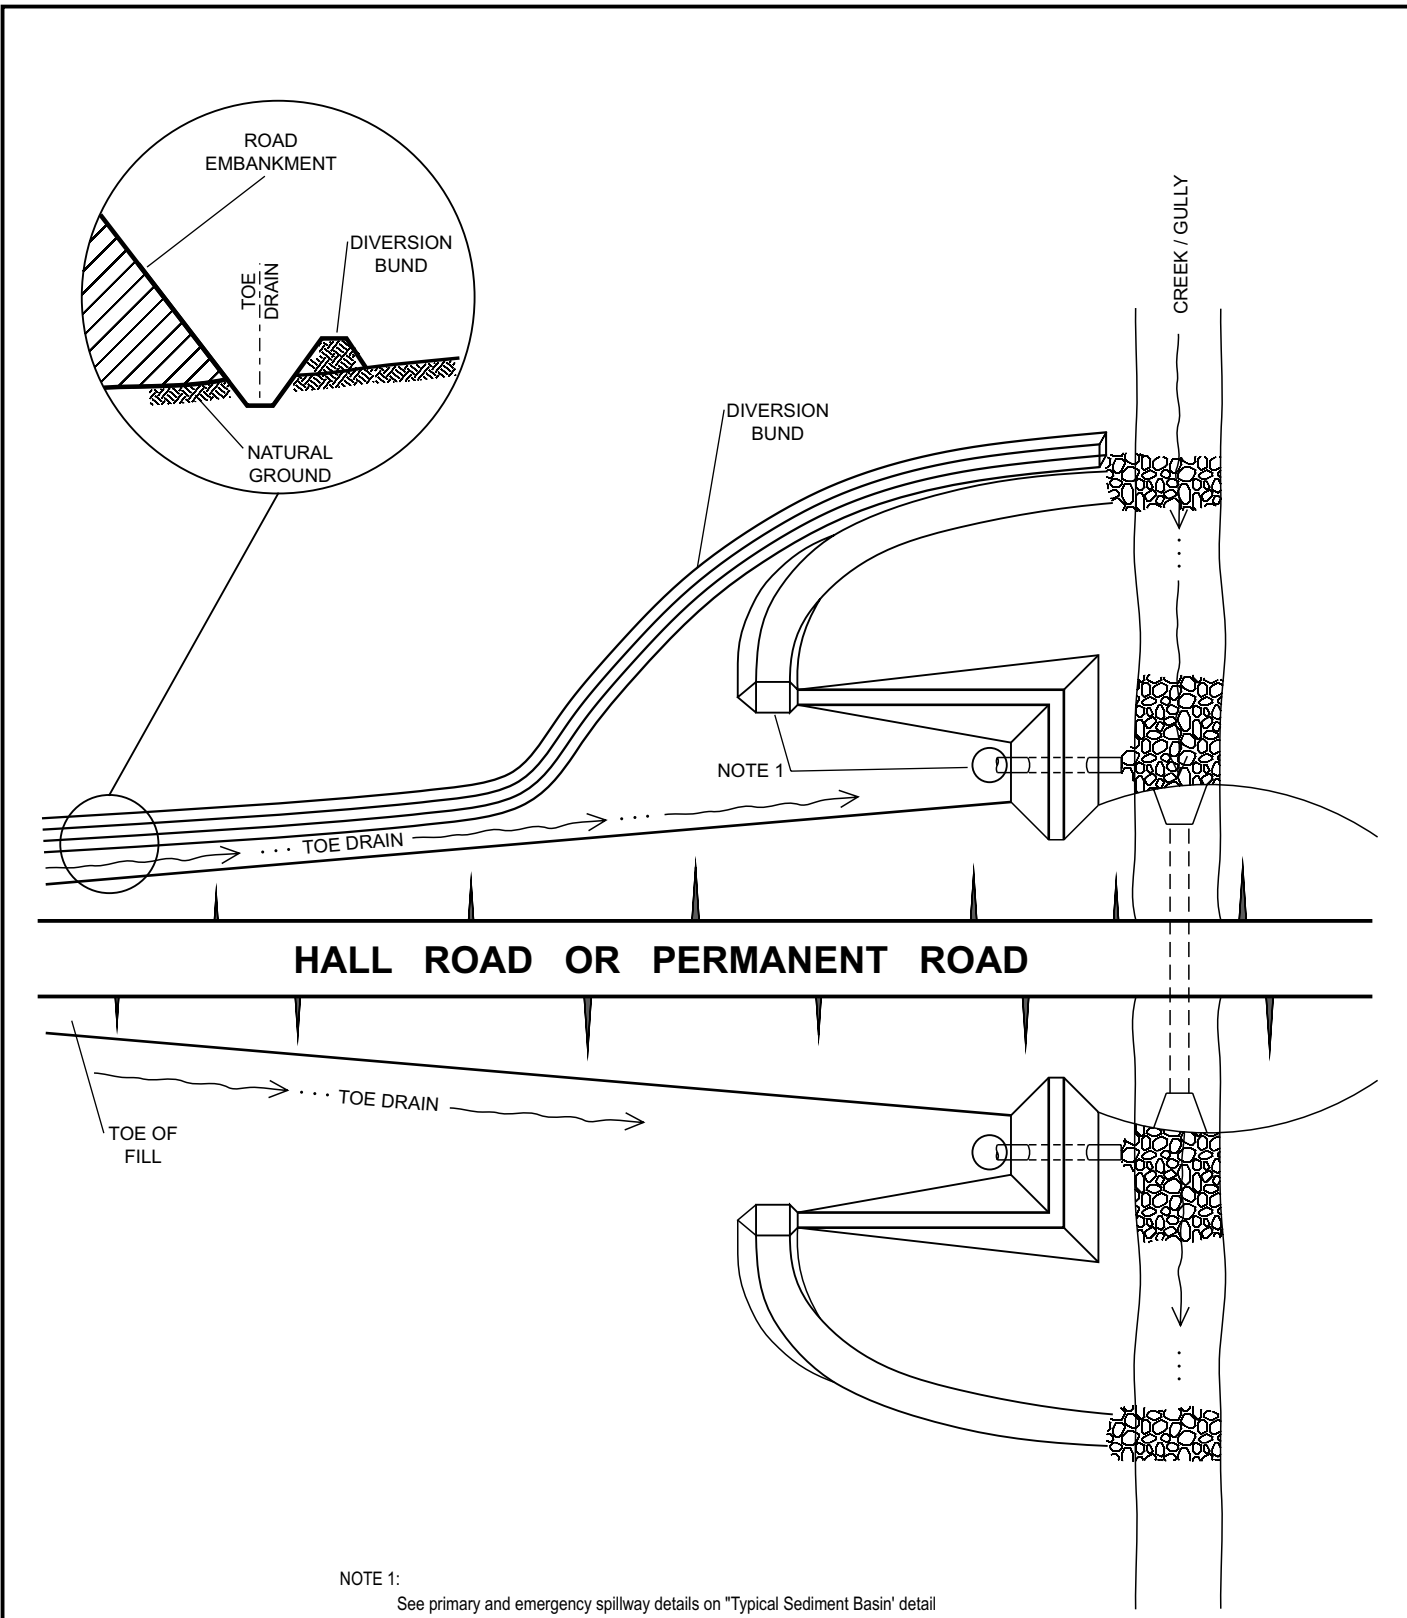 ROAD
EMBANKMENT
DIVERSION
BUND
TOE
DRAIN
NATURAL
GROUND
CREEK / GULLY
DIVERSION
BUND
NOTE 1
TOE DRAIN
HALL ROAD OR PERMANENT ROAD
TOE DRAIN
TOE OF
FILL
NOTE 1:
See primary and emergency spillway details on "Typical Sediment Basin' detail